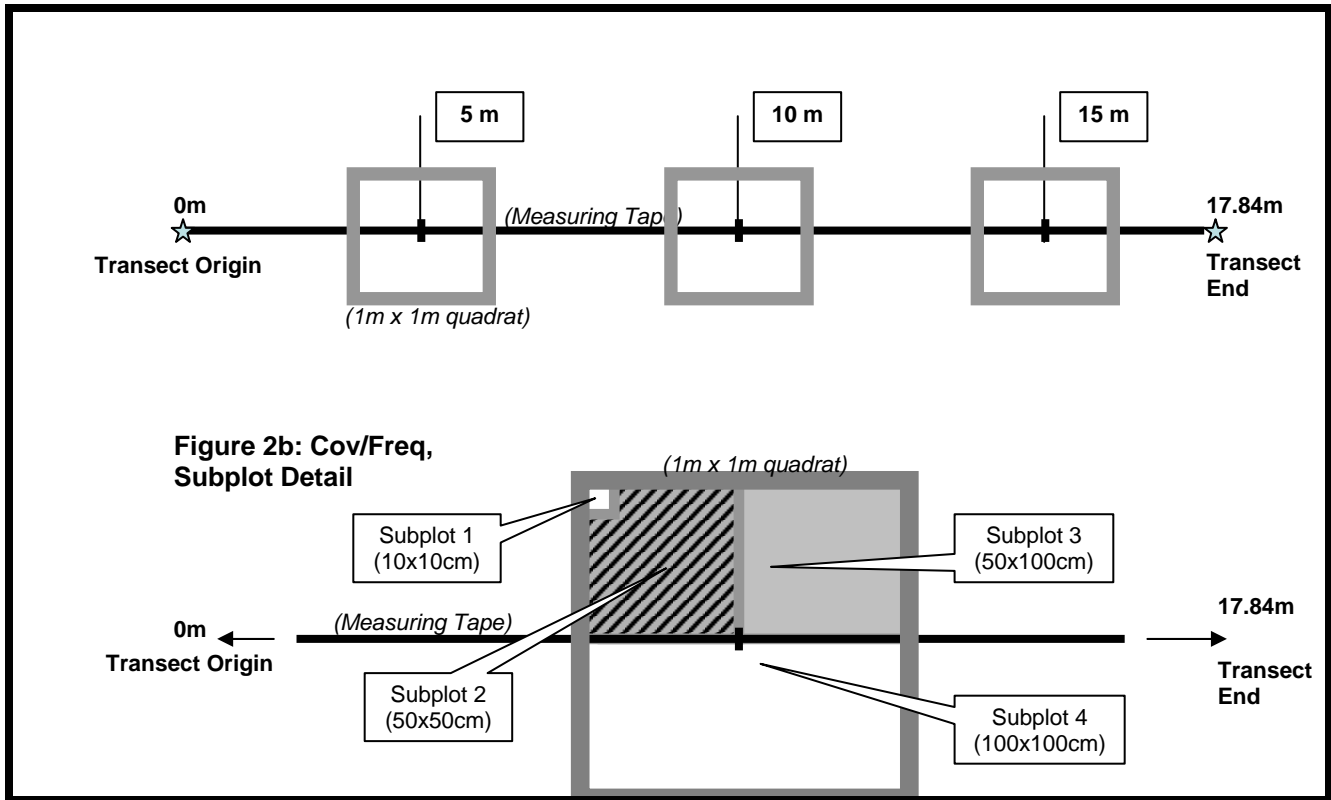 5 m
10 m
15 m
0m
(Measuring Tape)
17.84m
Transect Origin
Transect
End
(1m x 1m quadrat)
Figure 2b: Cov/Freq,
Subplot Detail
(1m x 1m quadrat)
Subplot 1
(10x10cm)
Subplot 3
(50x100cm)
0m
(Measuring Tape)
17.84m
Transect Origin
Transect
End
Subplot 2
(50x50cm)
Subplot 4
(100x100cm)